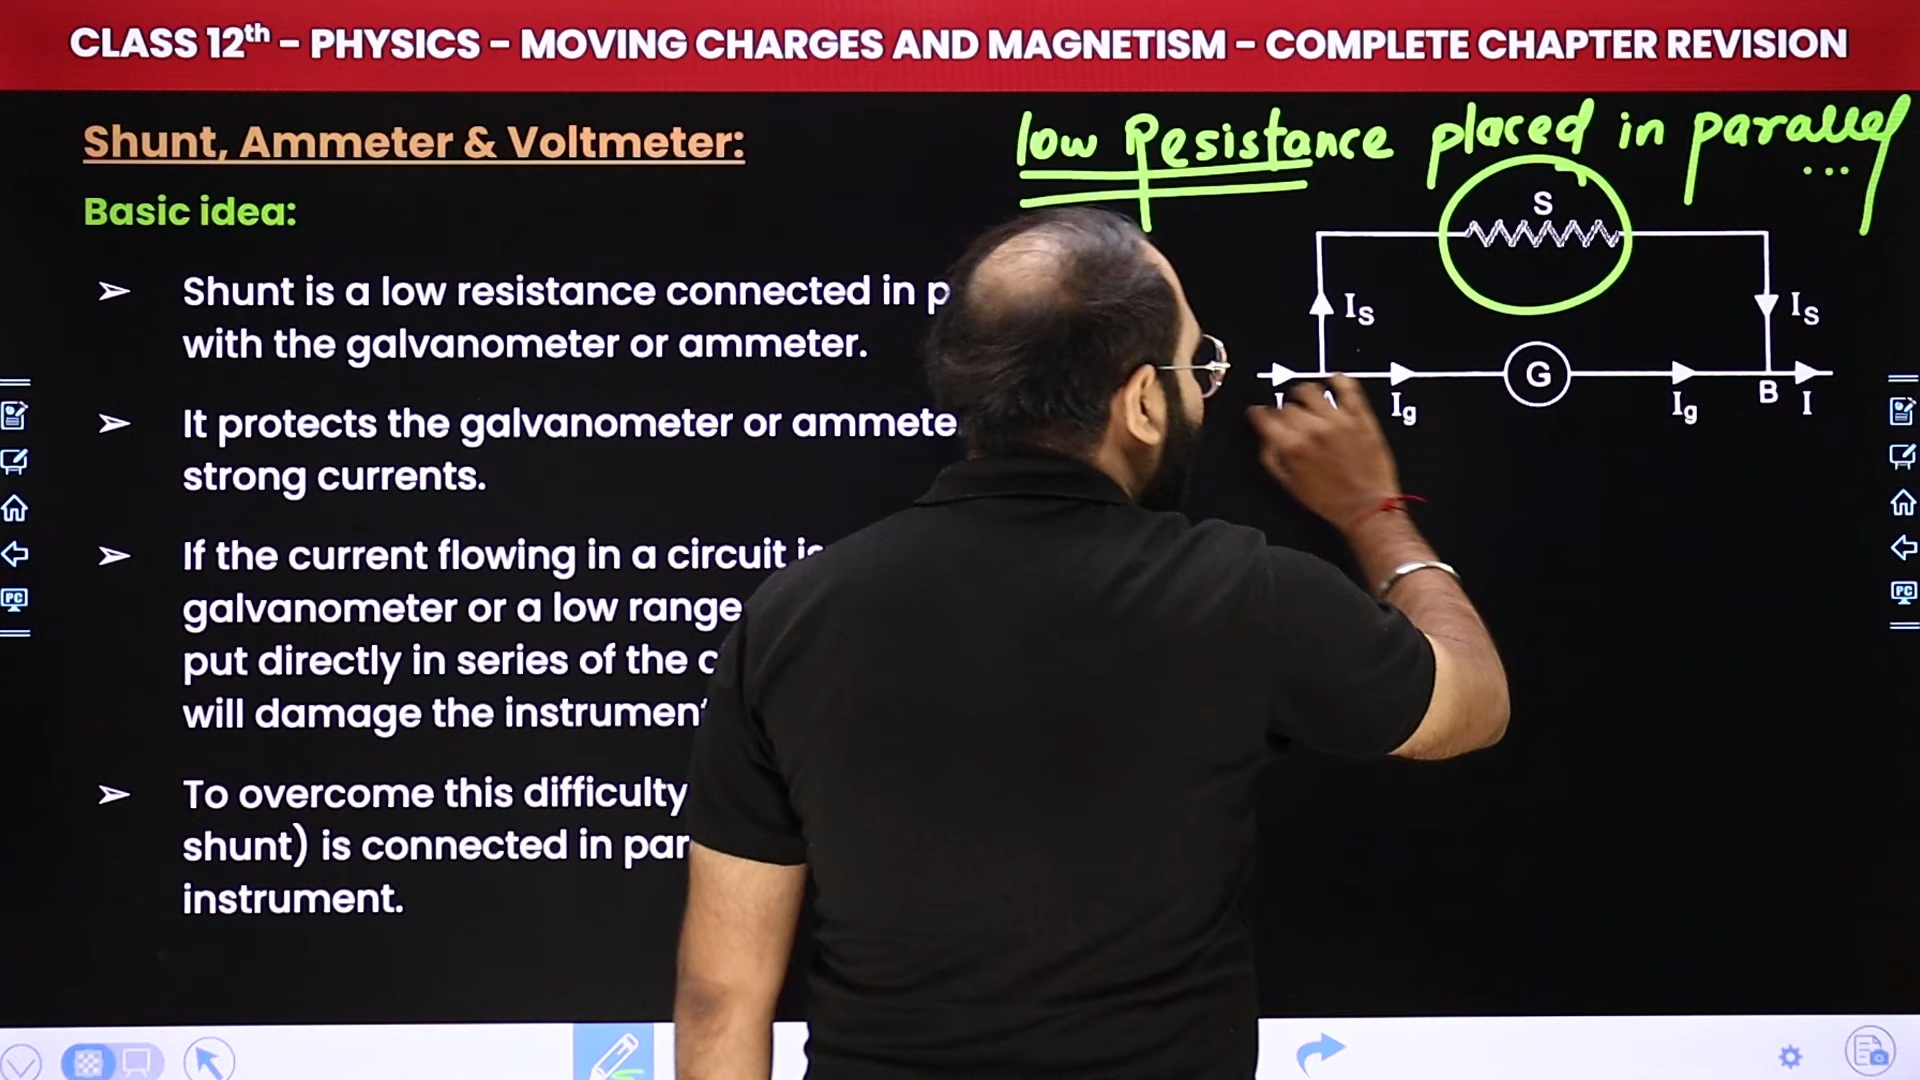 CLASS 12th - PHYSICS - MOVING CHARGES AND MAGNETISM - COMPLETE CHAPTER REVISION
Shunt, Ammeter & Voltmeter:
low Resistance placed in parallel
...
Basic idea:
➢ Shunt is a low resistance connected in
with the galvanometer or ammeter.
➢ It protects the galvanometer or
strong currents.
➢ If the current flowing in a circuit
galvanometer or a low range
put directly in series of the
will damage the
➢ To overcome this difficulty
shunt) is connected in
instrument.
S
Is
Is
G
Ig
Ig
B
I
PC
PC